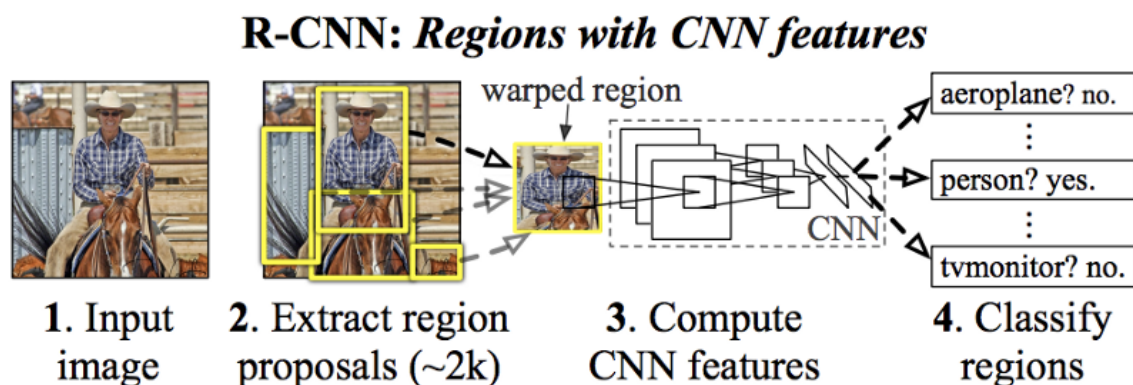 R-CNN: Regions with CNN features
warped region
aeroplane? no.
⋮
person? yes.
⋮
tvmonitor? no.
CNN
1. Input
image
2. Extract region
proposals (~2k)
3. Compute
CNN features
4. Classify
regions